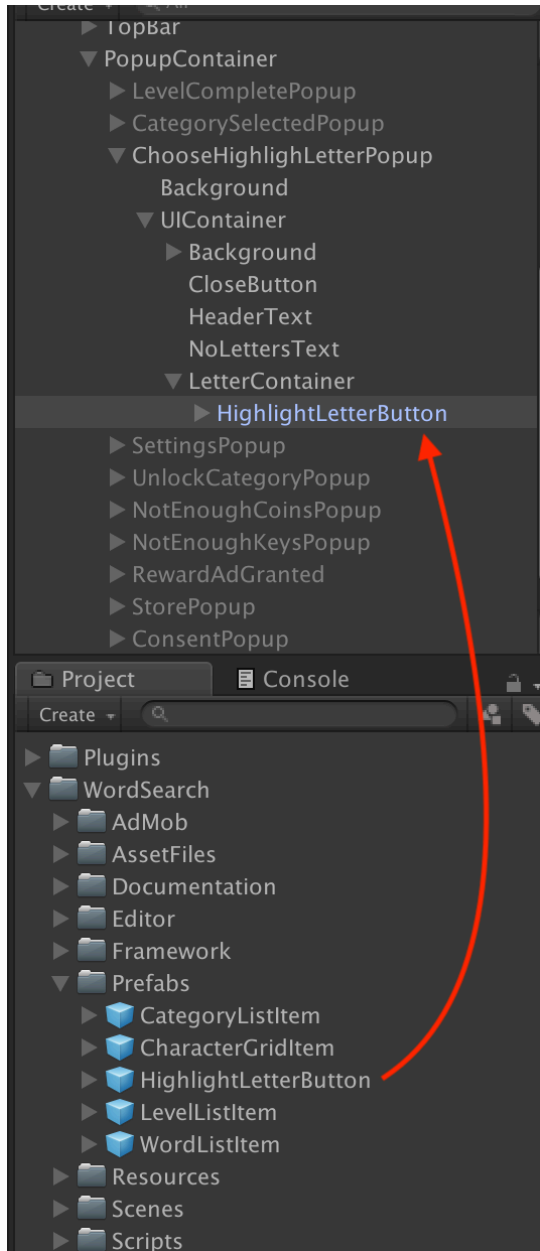 Create
All
TopBar
PopupContainer
LevelCompletePopup
CategorySelectedPopup
ChooseHighlighLetterPopup
Background
UIContainer
Background
CloseButton
HeaderText
NoLettersText
LetterContainer
HighlightLetterButton
SettingsPopup
UnlockCategoryPopup
NotEnoughCoinsPopup
NotEnoughKeysPopup
RewardAdGranted
StorePopup
ConsentPopup
Project Console
Create
Plugins
WordSearch
AdMob
AssetFiles
Documentation
Editor
Framework
Prefabs
CategoryListItem
CharacterGridItem
HighlightLetterButton
LevelListItem
WordListItem
Resources
Scenes
Scripts